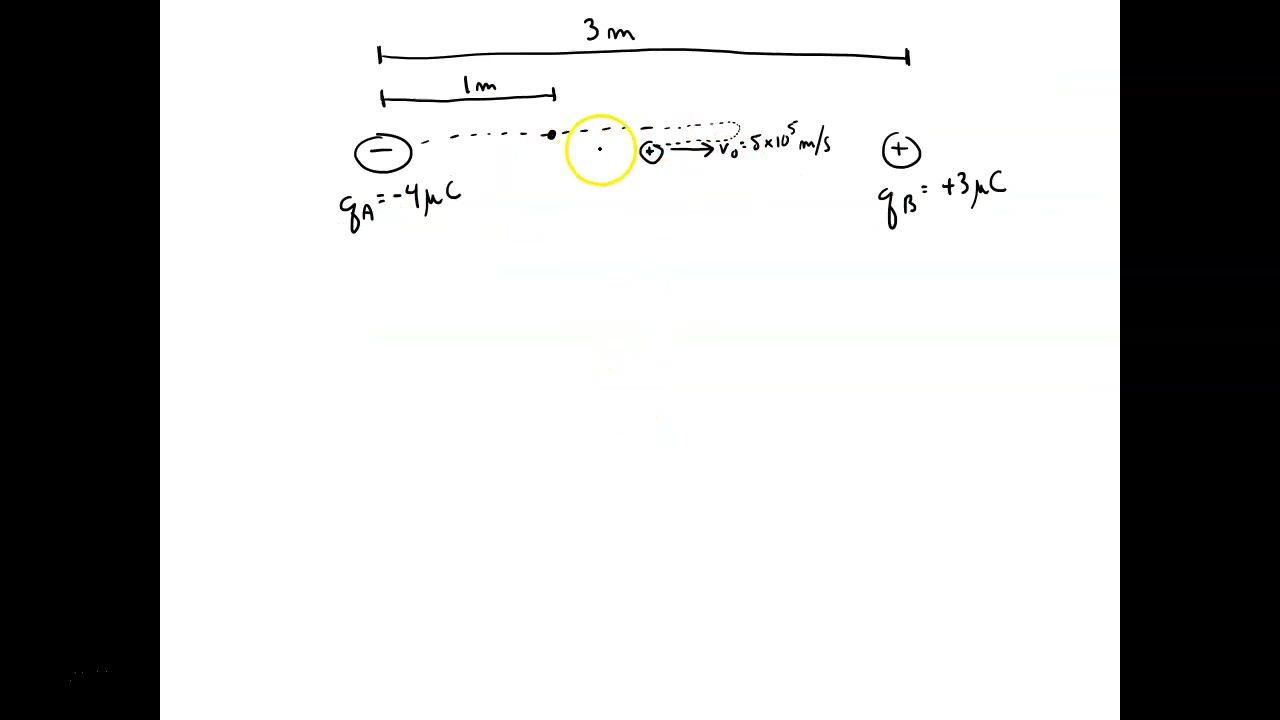 3 m
1 m
− + v₀ = 5×10⁵ m/s +
q_A = -4 μC q_B = +3 μC